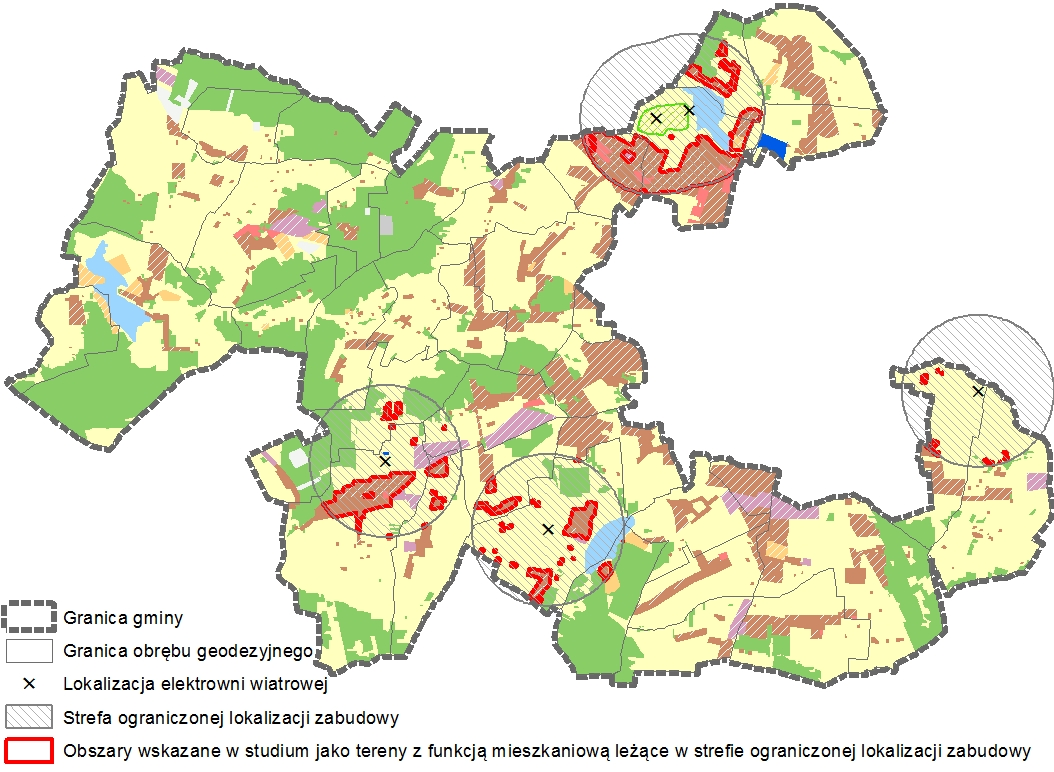 Granica gminy
Granica obrębu geodezyjnego
Lokalizacja elektrowni wiatrowej
Strefa ograniczonej lokalizacji zabudowy
Obszary wskazane w studium jako tereny z funkcją mieszkaniową leżące w strefie ograniczonej lokalizacji zabudowy